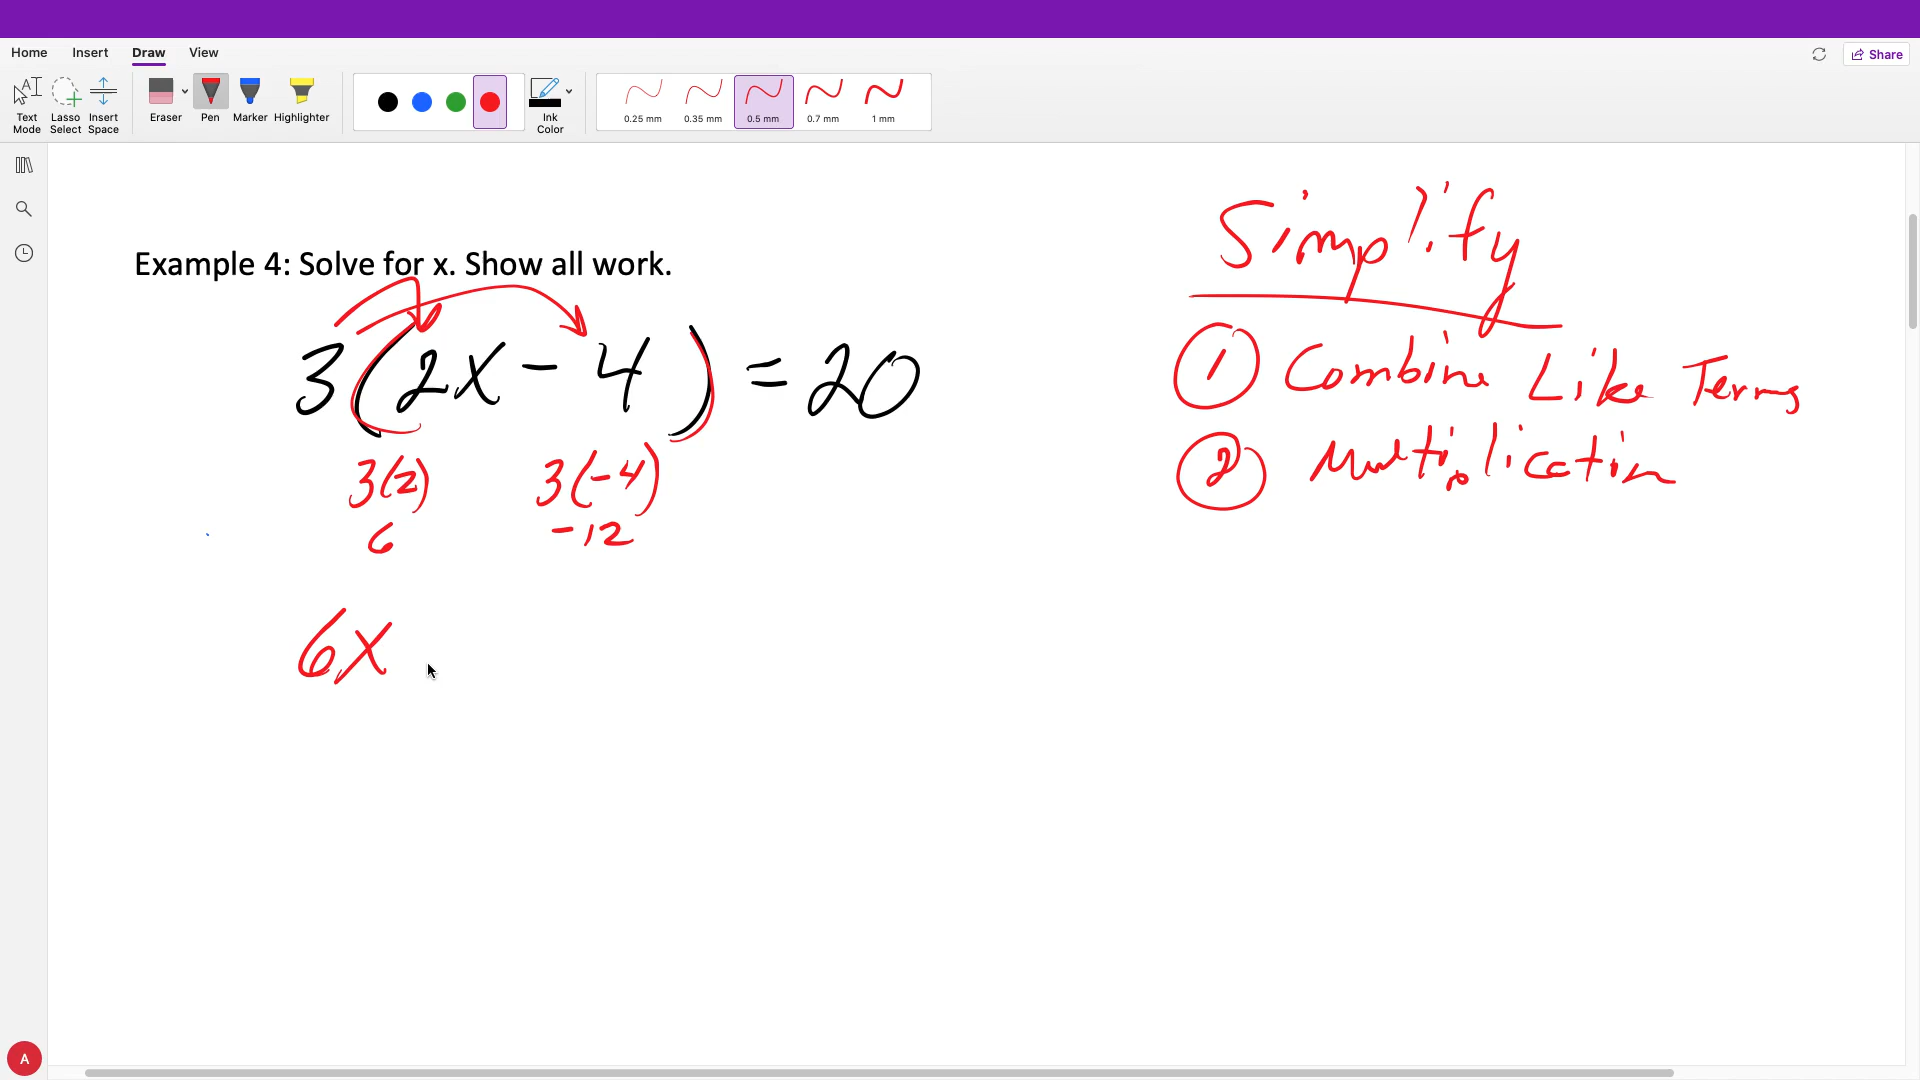 Home Insert Draw View
Share
Text Mode
Lasso Select
Insert Space
Eraser
Pen
Marker
Highlighter
Ink Color
0.25 mm
0.35 mm
0.5 mm
0.7 mm
1 mm
Example 4: Solve for x. Show all work.
3(2x-4)=20
3(2) 3(-4)
6 -12
6x
Simplify
① Combine Like Terms
② Multiplication
A